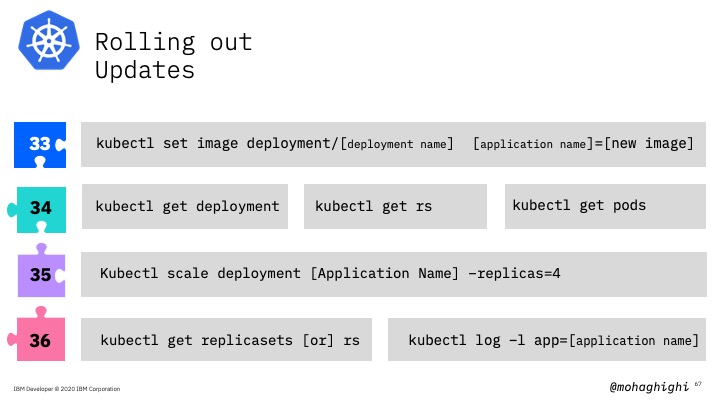 Rolling out
Updates
33
kubectl set image deployment/[deployment name] [application name]=[new image]
34
kubectl get deployment
kubectl get rs
kubectl get pods
35
Kubectl scale deployment [Application Name] –replicas=4
36
kubectl get replicasets [or] rs
kubectl log –l app=[application name]
IBM Developer © 2020 IBM Corporation
@mohaghighi
67